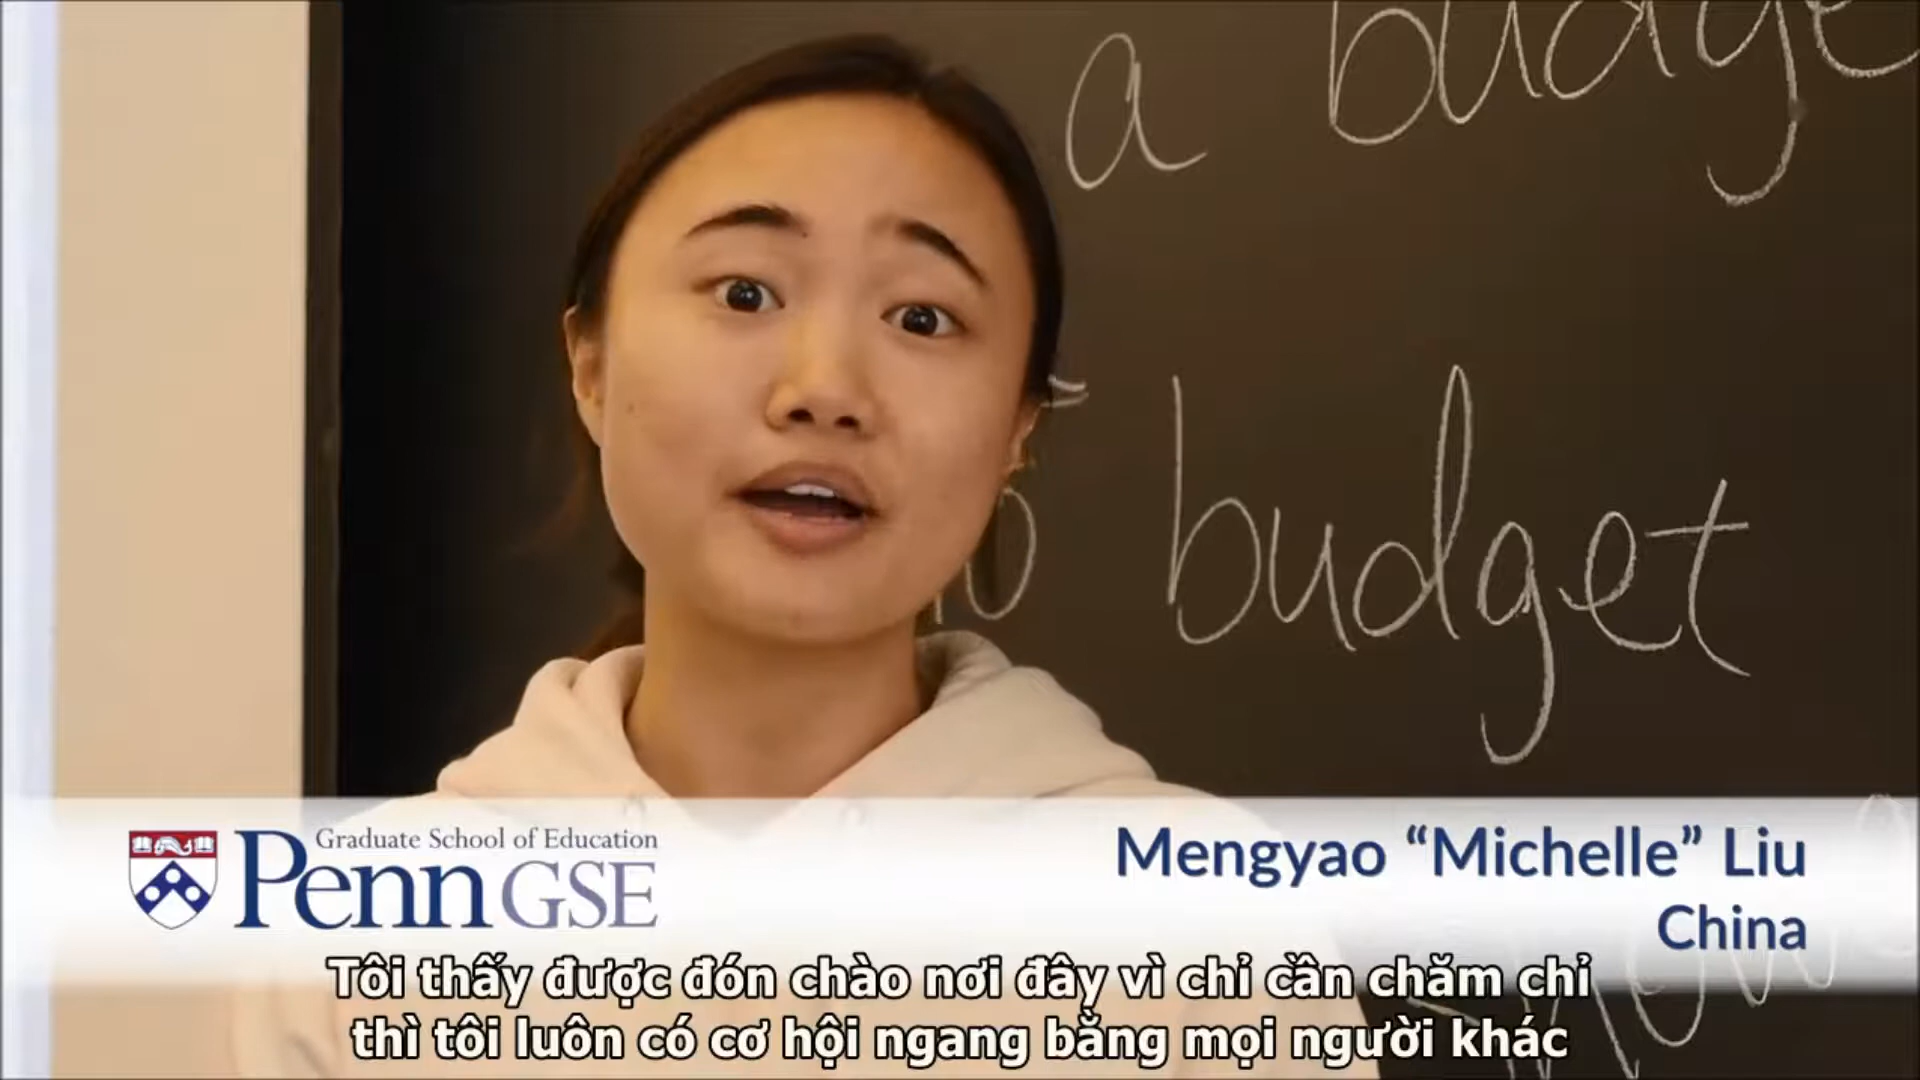 a budge
to budget
Graduate School of Education
Penn GSE
Mengyao “Michelle” Liu
China
Tôi thấy được đón chào nơi đây vì chỉ cần chăm chỉ
thì tôi luôn có cơ hội ngang bằng mọi người khác